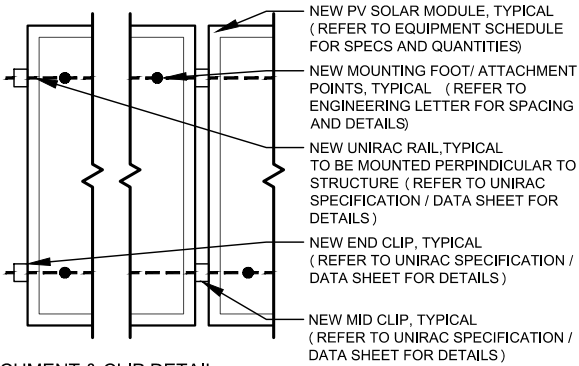 NEW PV SOLAR MODULE, TYPICAL
( REFER TO EQUIPMENT SCHEDULE
FOR SPECS AND QUANTITIES)
NEW MOUNTING FOOT/ ATTACHMENT
POINTS, TYPICAL ( REFER TO
ENGINEERING LETTER FOR SPACING
AND DETAILS)
NEW UNIRAC RAIL,TYPICAL
TO BE MOUNTED PERPINDICULAR TO
STRUCTURE ( REFER TO UNIRAC
SPECIFICATION / DATA SHEET FOR
DETAILS )
NEW END CLIP, TYPICAL
( REFER TO UNIRAC SPECIFICATION /
DATA SHEET FOR DETAILS )
NEW MID CLIP, TYPICAL
( REFER TO UNIRAC SPECIFICATION /
DATA SHEET FOR DETAILS )
& CLIP DETAIL